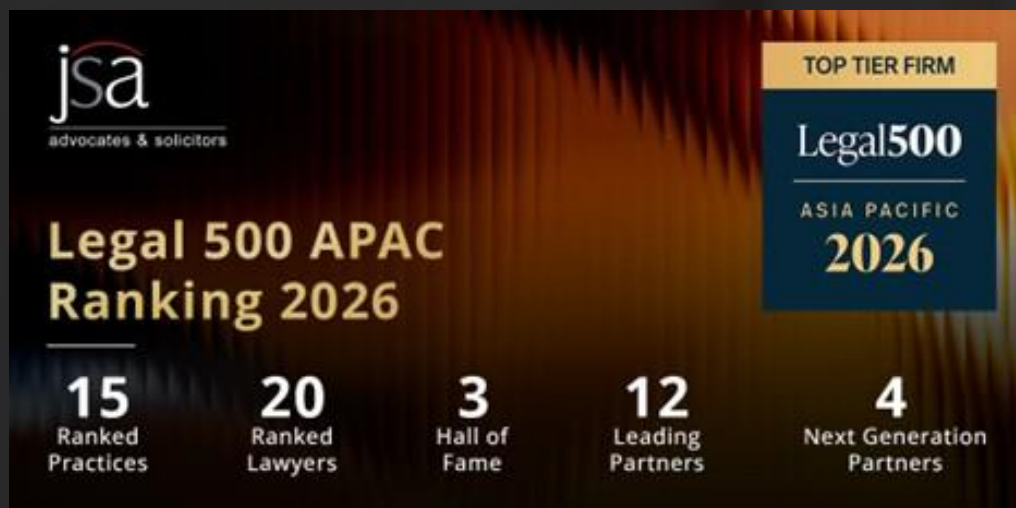 jsa
advocates & solicitors
TOP TIER FIRM
Legal500
ASIA PACIFIC
2026
Legal 500 APAC
Ranking 2026
15
Ranked
Practices
20
Ranked
Lawyers
3
Hall of
Fame
12
Leading
Partners
4
Next Generation
Partners